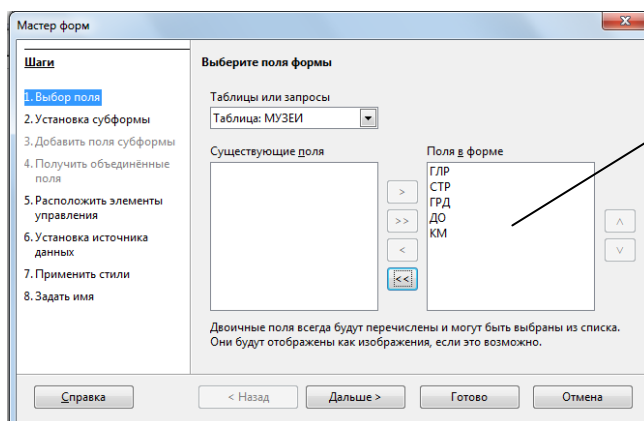 Мастер форм
Шаги
1. Выбор поля
2. Установка субформы
3. Добавить поля субформы
4. Получить объединённые
поля
5. Расположить элементы
управления
6. Установка источника
данных
7. Применить стили
8. Задать имя
Выберите поля формы
Таблицы или запросы
Таблица: МУЗЕИ
Существующие поля
Поля в форме
ГЛР
СТР
ГРД
ДО
КМ
>
>>
<
<<
Двоичные поля всегда будут перечислены и могут быть выбраны из списка.
Они будут отображены как изображения, если это возможно.
Справка
< Назад
Дальше >
Готово
Отмена